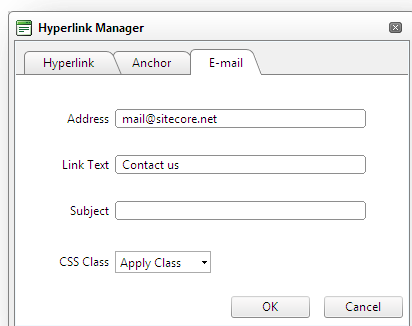 Hyperlink Manager
Hyperlink Anchor E-mail
Address mail@sitecore.net
Link Text Contact us
Subject
CSS Class Apply Class
OK Cancel